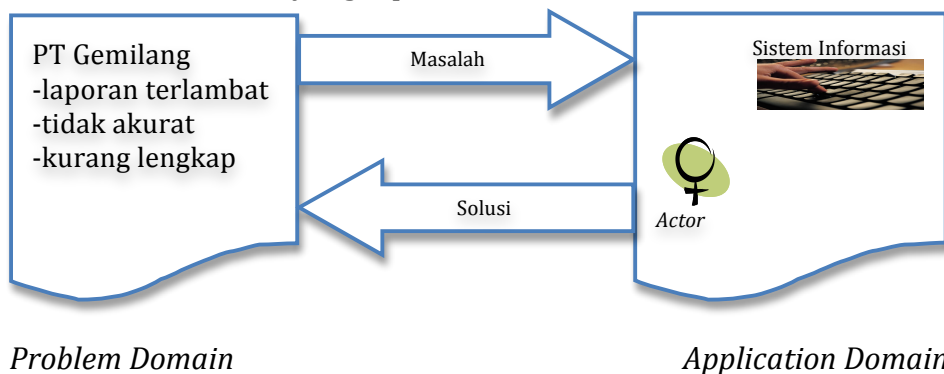 PT Gemilang
-laporan terlambat
-tidak akurat
-kurang lengkap
Masalah
Solusi
Sistem Informasi
Actor
Problem Domain
Application Domain